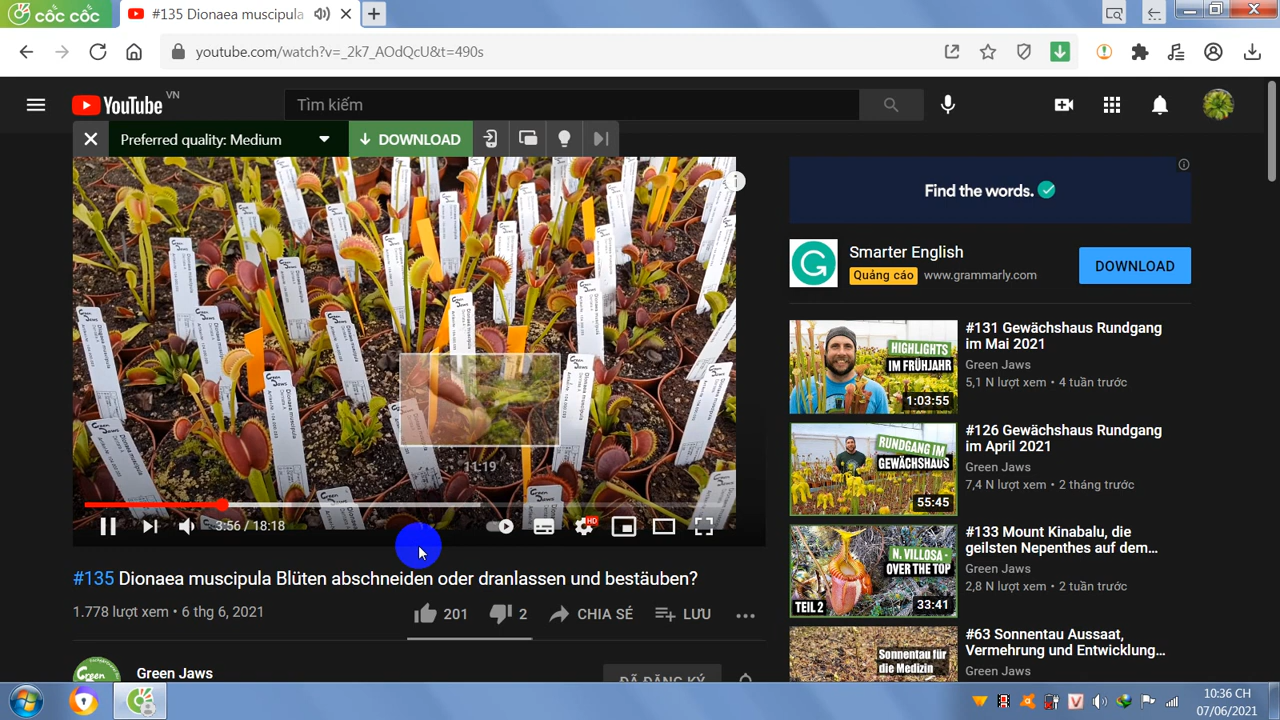 cốc cốc
#135 Dionaea muscipula
youtube.com/watch?v=_2k7_AOdQcU&t=490s
YouTube VN
Tìm kiếm
Preferred quality: Medium
DOWNLOAD
Green Jaws
Dionaea muscipula
11:19
3:56 / 18:18
HD
#135 Dionaea muscipula Blüten abschneiden oder dranlassen und bestäuben?
1.778 lượt xem • 6 thg 6, 2021
201
2
CHIA SẺ
LƯU
Green Jaws
ĐÃ ĐĂNG KÝ
Find the words.
Smarter English
Quảng cáo www.grammarly.com
DOWNLOAD
HIGHLIGHTS
IM FRÜHJAHR
1:03:55
#131 Gewächshaus Rundgang
im Mai 2021
Green Jaws
5,1 N lượt xem • 4 tuần trước
RUNDGANG IM
GEWÄCHSHAUS
55:45
#126 Gewächshaus Rundgang
im April 2021
Green Jaws
7,4 N lượt xem • 2 tháng trước
N. VILLOSA -
OVER THE TOP
TEIL 2
33:41
#133 Mount Kinabalu, die
geilsten Nepenthes auf dem...
Green Jaws
2,8 N lượt xem • 2 tuần trước
Sonnentau für
die Medizin
#63 Sonnentau Aussaat,
Vermehrung und Entwicklung...
Green Jaws
10:36 CH
07/06/2021